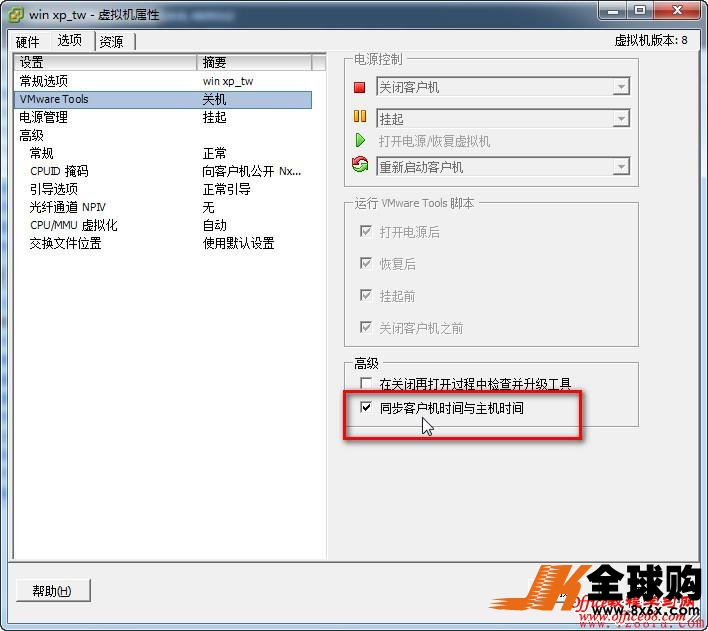 win xp_tw - 虚拟机属性
硬件 选项 资源 虚拟机版本: 8
设置 摘要
常规选项 win xp_tw
VMware Tools 关机
电源管理 挂起
高级
常规 正常
CPUID 掩码 向客户机公开 Nx...
引导选项 正常引导
光纤通道 NPIV 无
CPU/MMU 虚拟化 自动
交换文件位置 使用默认设置
电源控制
关闭客户机
挂起
打开电源/恢复虚拟机
重新启动客户机
运行 VMware Tools 脚本
打开电源后
恢复后
挂起前
关闭客户机之前
高级
在关闭再打开过程中检查并升级工具
同步客户机时间与主机时间
帮助(H)
全球购
www.8x6x.com
www.office68.com